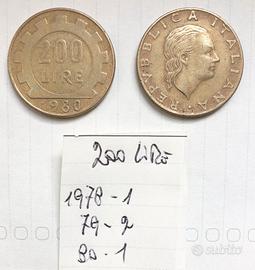 200
LIRE
1980
REPVBBLICA ITALIANA
200 LIRE
1978-1
79-2
80-1
subito